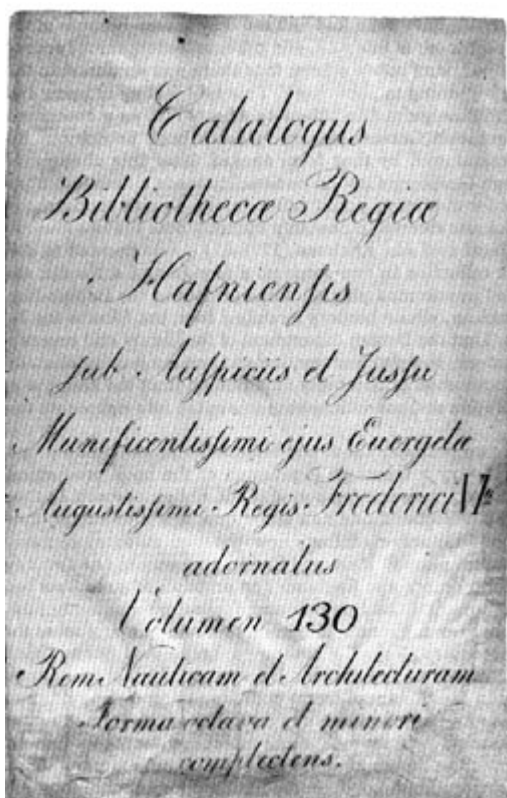 Catalogus
Bibliothecæ Regiæ
Hafniensis
sub Auspiciis et Jussu
Munificentissimi ejus Euergetæ
Augustissimi Regis Frederici VIti
adornatus
Volumen 130
Rem Nauticam et Architecturam
Forma octava et minori
complectens.